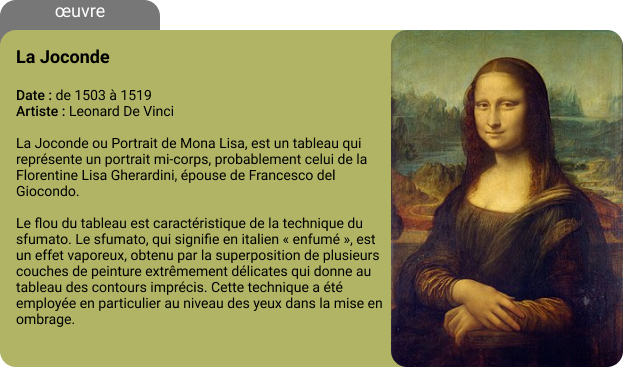 œuvre
La Joconde
Date : de 1503 à 1519
Artiste : Leonard De Vinci
La Joconde ou Portrait de Mona Lisa, est un tableau qui
représente un portrait mi-corps, probablement celui de la
Florentine Lisa Gherardini, épouse de Francesco del
Giocondo.
Le flou du tableau est caractéristique de la technique du
sfumato. Le sfumato, qui signifie en italien « enfumé », est
un effet vaporeux, obtenu par la superposition de plusieurs
couches de peinture extrêmement délicates qui donne au
tableau des contours imprécis. Cette technique a été
employée en particulier au niveau des yeux dans la mise en
ombrage.